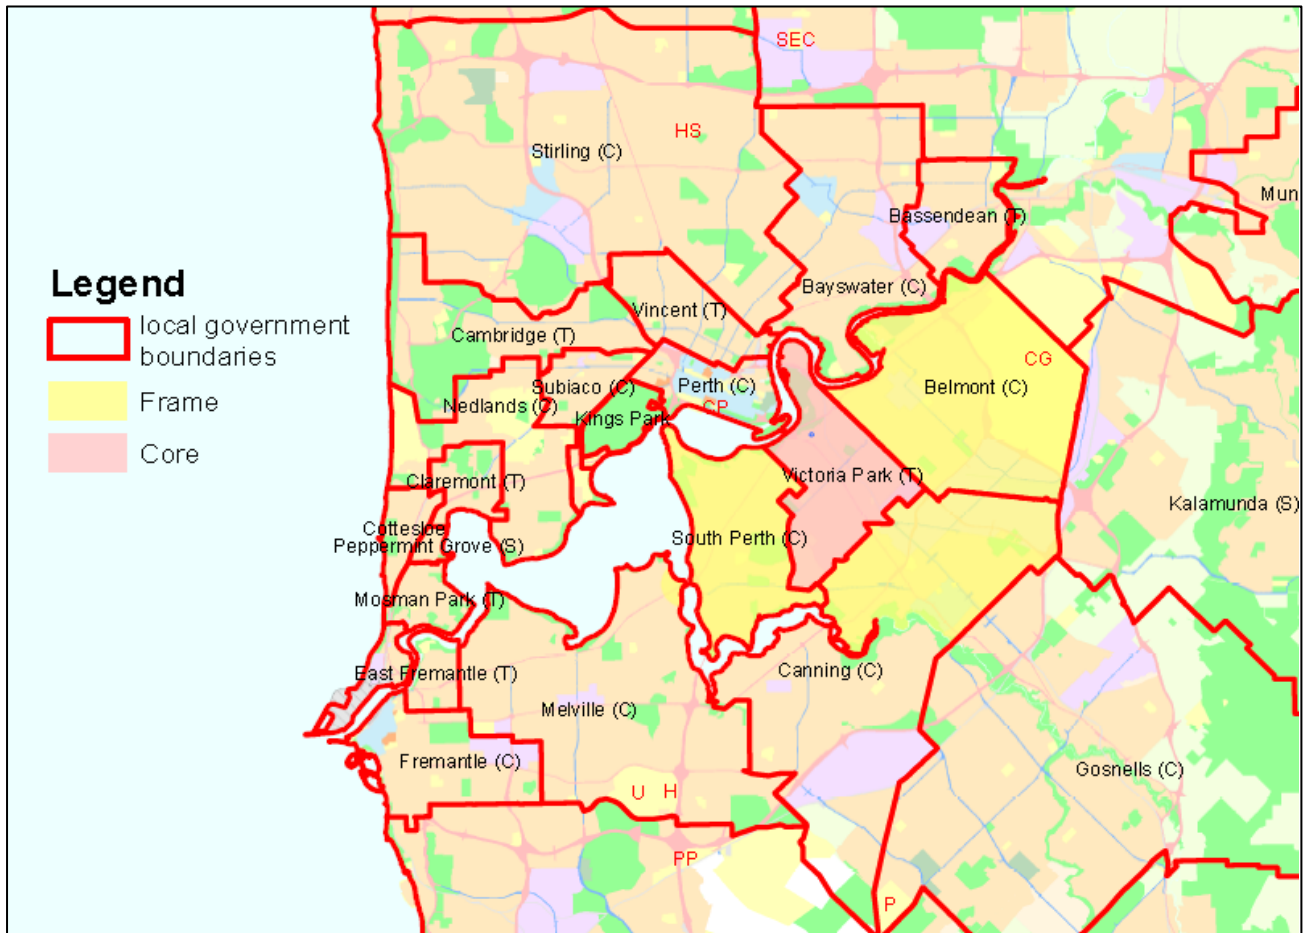 SEC
HS
Stirling (C)
Mun
Bassendean (T)
Legend
local government
boundaries
Frame
Core
Bayswater (C)
Vincent (T)
Cambridge (T)
CG
Subiaco (C)
Perth (C)
Belmont (C)
Nedlands (C)
CP
Kings Park
Claremont (T)
Victoria Park (T)
Kalamunda (S)
Cottesloe
Peppermint Grove (S)
South Perth (C)
Mosman Park (T)
East Fremantle (T)
Canning (C)
Melville (C)
Fremantle (C)
Gosnells (C)
U H
PP
P